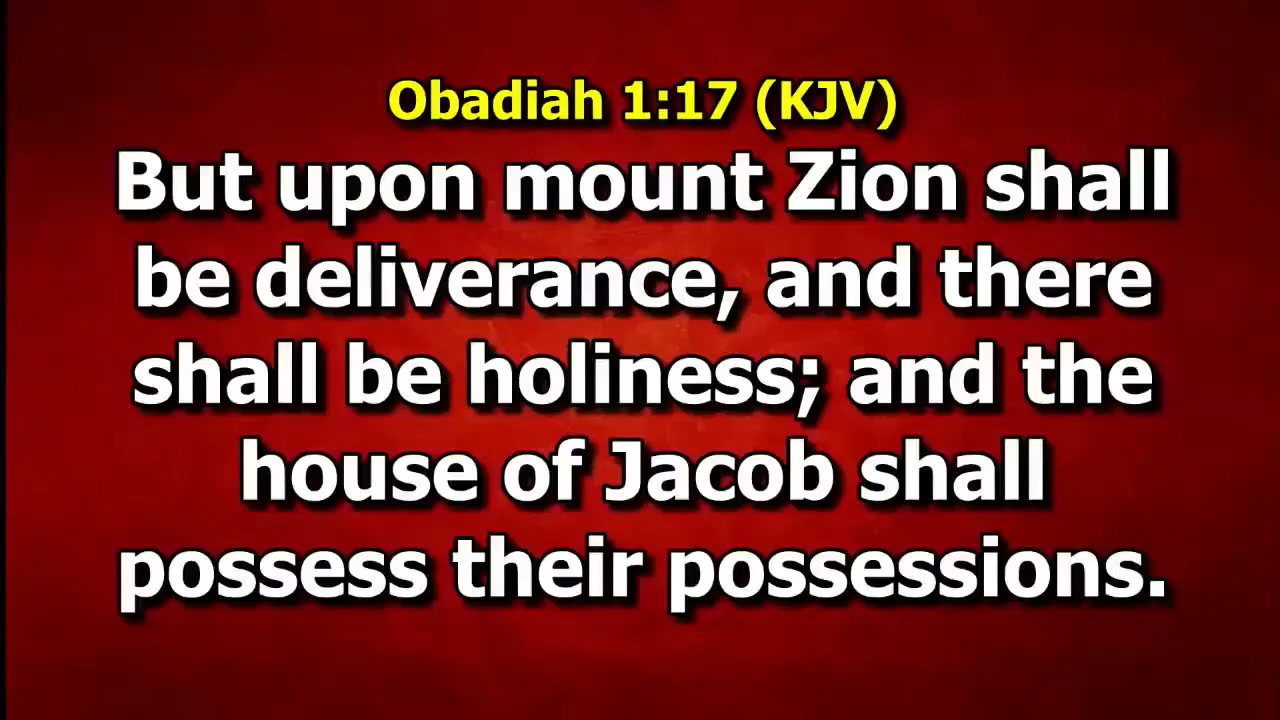 Obadiah 1:17 (KJV)
But upon mount Zion shall
be deliverance, and there
shall be holiness; and the
house of Jacob shall
possess their possessions.